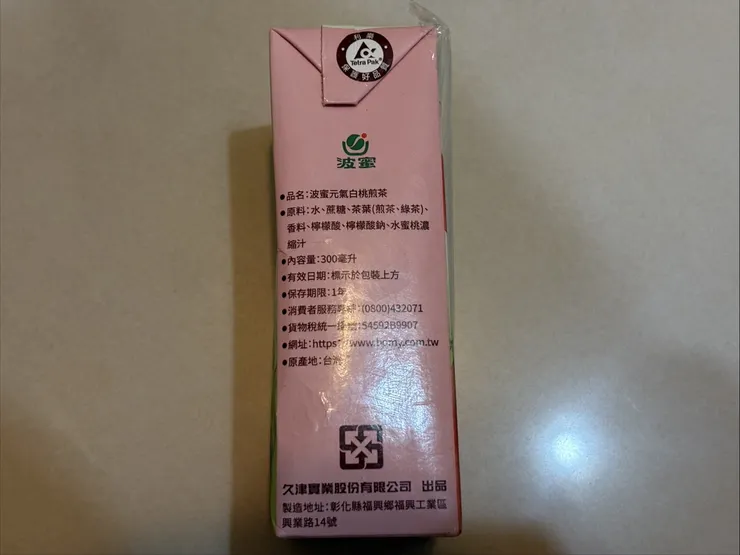 利樂
Tetra Pak®
保護好品質
波蜜
●品名：波蜜元氣白桃煎茶
●原料：水、蔗糖、茶葉(煎茶、綠茶)、
香料、檸檬酸、檸檬酸鈉、水蜜桃濃
縮汁
●內容量：300毫升
●有效日期：標示於包裝上方
●保存期限：1年
●消費者服務專線：(0800)432071
●貨物稅統一 :5459289907
●網址：https www.bomy.com.tw
●原產地：台灣
久津實業股份有限公司 出品
製造地址：彰化縣福興鄉福興工業區
興業路14號